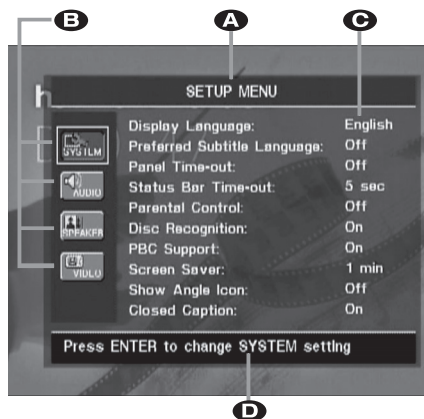 B A C
SETUP MENU
Display Language: English
Preferred Subtitle Language: Off
Panel Time-out: Off
Status Bar Time-out: 5 sec
Parental Control: Off
Disc Recognition: On
PBC Support: On
Screen Saver: 1 min
Show Angle Icon: Off
Closed Caption: On
SYSTEM
AUDIO
SPEAKER
VIDEO
Press ENTER to change SYSTEM setting
D